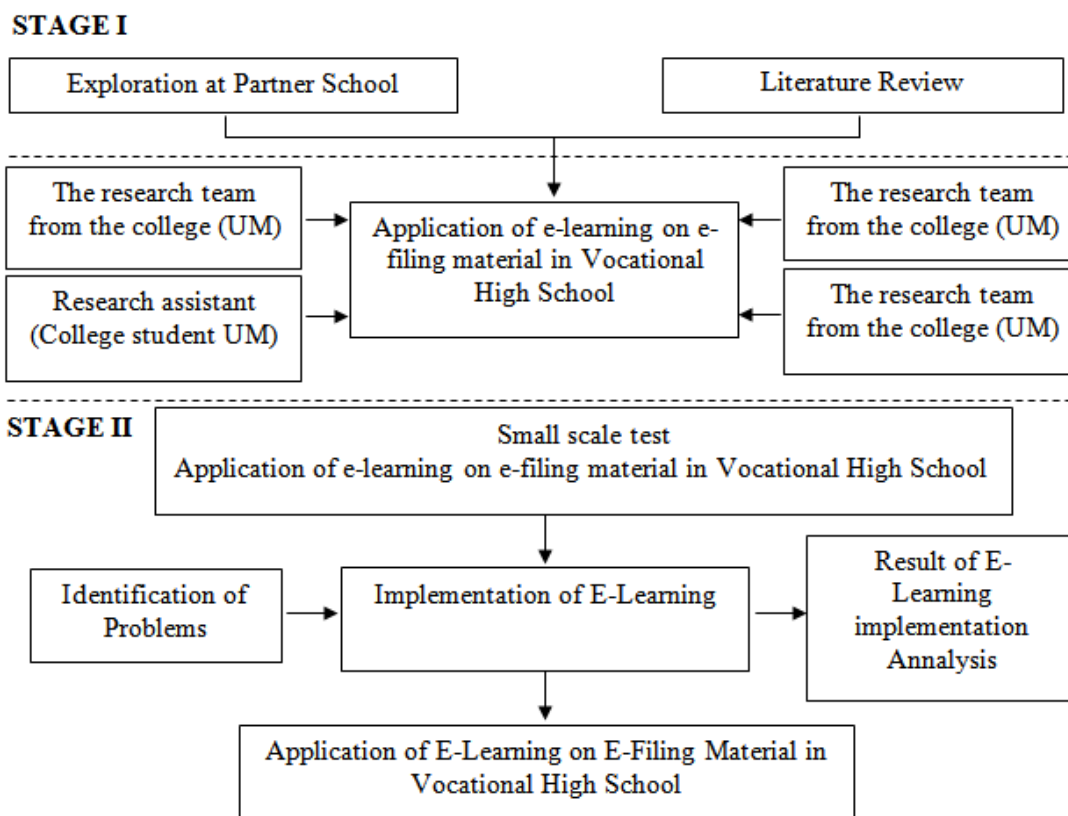 STAGE I
Exploration at Partner School
Literature Review
The research team
from the college (UM)
Research assistant
(College student UM)
Application of e-learning on e-
filing material in Vocational
High School
The research team
from the college (UM)
The research team
from the college (UM)
STAGE II
Small scale test
Application of e-learning on e-filing material in Vocational High School
Identification of
Problems
Implementation of E-Learning
Result of E-
Learning
implementation
Annalysis
Application of E-Learning on E-Filing Material in
Vocational High School